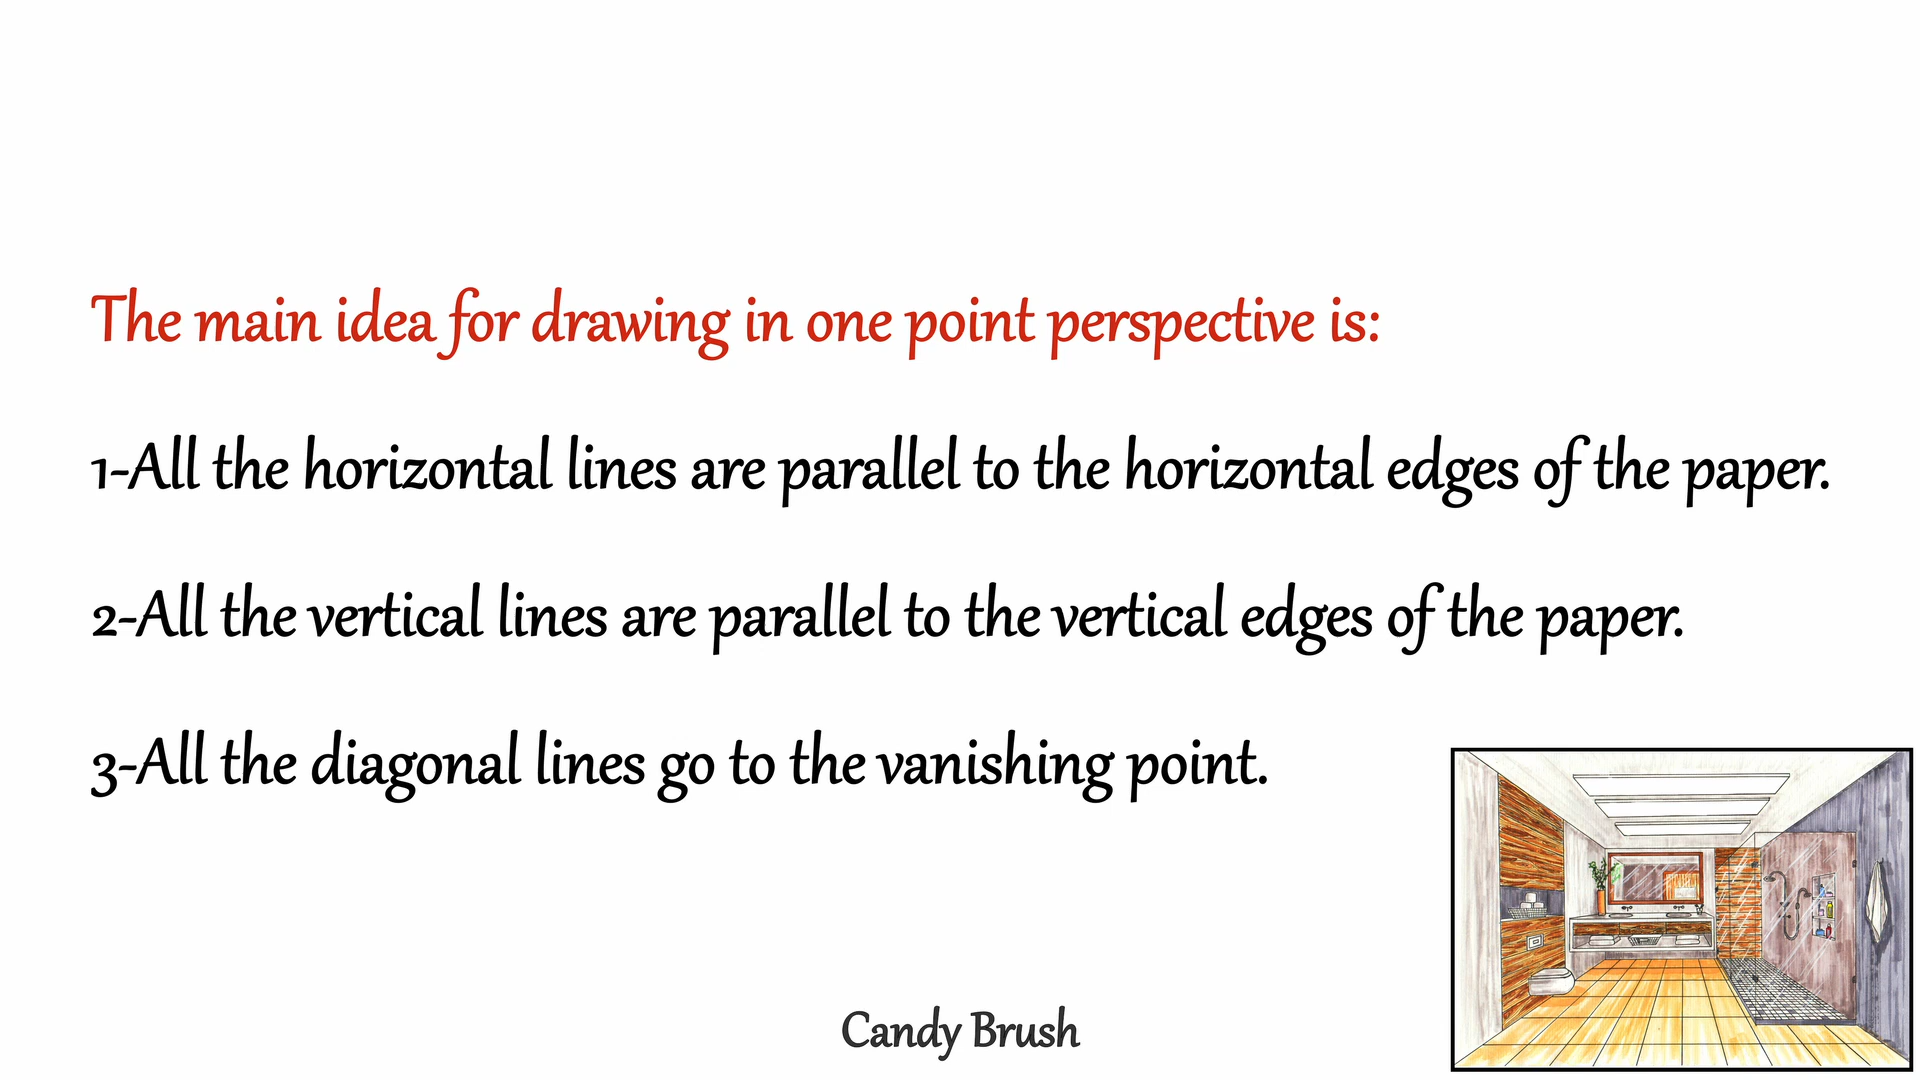 The main idea for drawing in one point perspective is:
1-All the horizontal lines are parallel to the horizontal edges of the paper.
2-All the vertical lines are parallel to the vertical edges of the paper.
3-All the diagonal lines go to the vanishing point.
Candy Brush